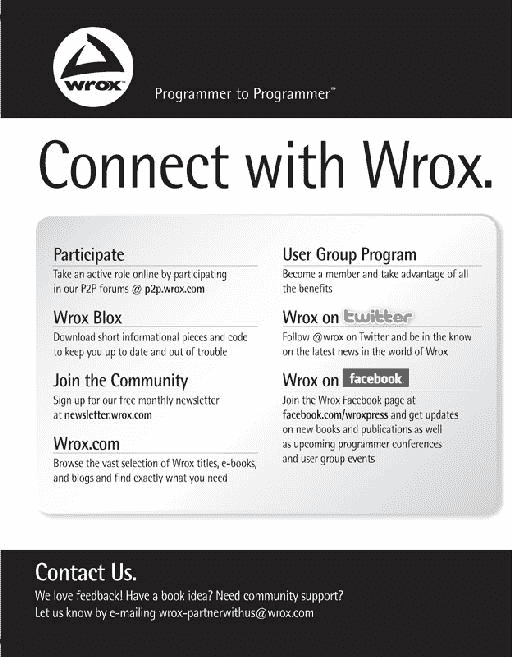 wrox™
Programmer to Programmer™
Connect with Wrox.
Participate
Take an active role online by participating
in our P2P forums @ p2p.wrox.com
Wrox Blox
Download short informational pieces and code
to keep you up to date and out of trouble
Join the Community
Sign up for our free monthly newsletter
at newsletter.wrox.com
Wrox.com
Browse the vast selection of Wrox titles, e-books,
and blogs and find exactly what you need
User Group Program
Become a member and take advantage of all
the benefits
Wrox on twitter
Follow @wrox on Twitter and be in the know
on the latest news in the world of Wrox
Wrox on facebook
Join the Wrox Facebook page at
facebook.com/wroxpress and get updates
on new books and publications as well
as upcoming programmer conferences
and user group events
Contact Us.
We love feedback! Have a book idea? Need community support?
Let us know by e-mailing wrox-partnerwithus@wrox.com